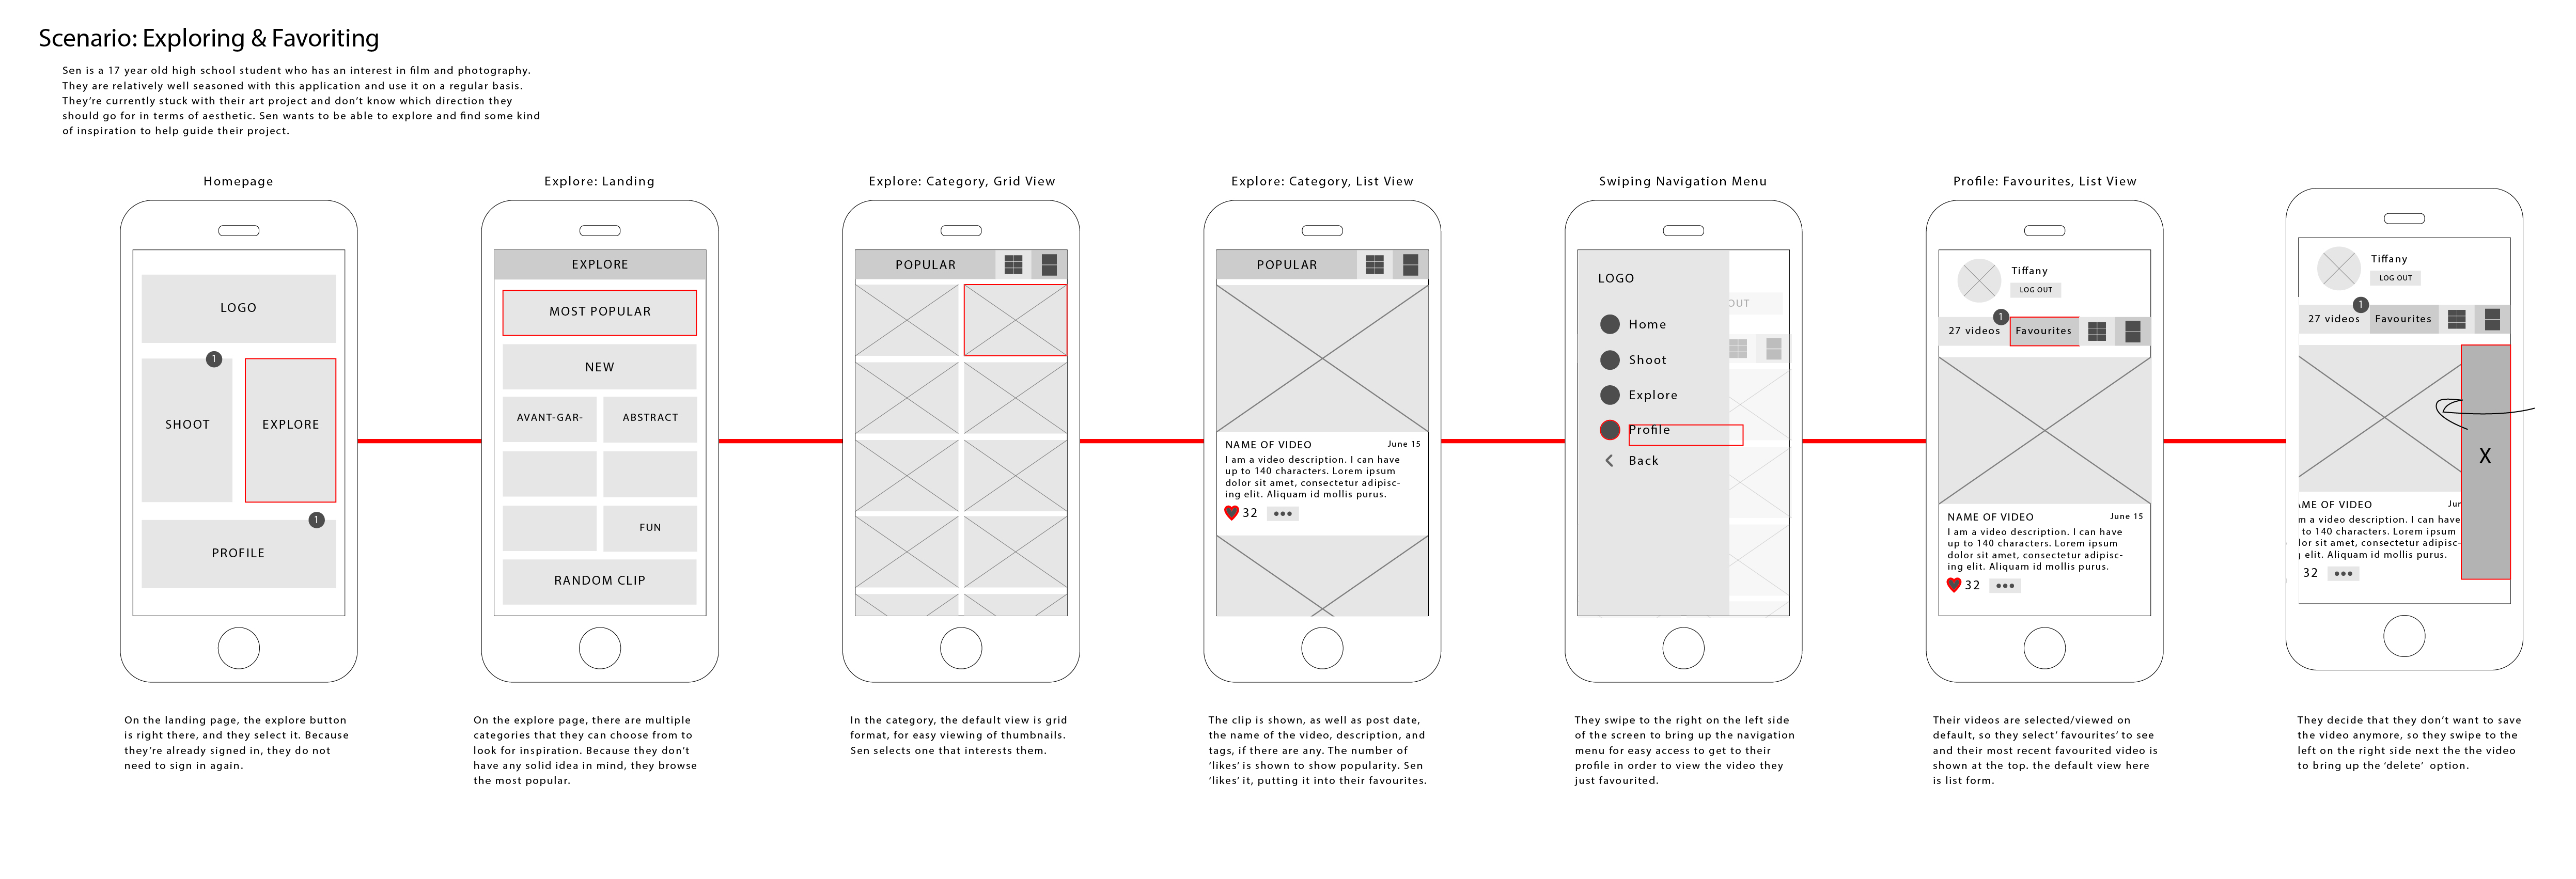 Scenario: Exploring & Favoriting
Sen is a 17 year old high school student who has an interest in film and photography.
They are relatively well seasoned with this application and use it on a regular basis.
They're currently stuck with their art project and don't know which direction they
should go for in terms of aesthetic. Sen wants to be able to explore and find some kind
of inspiration to help guide their project.
Homepage
LOGO
1
SHOOT
EXPLORE
1
PROFILE
On the landing page, the explore button
is right there, and they select it. Because
they're already signed in, they do not
need to sign in again.
Explore: Landing
EXPLORE
MOST POPULAR
NEW
AVANT-GAR-
ABSTRACT
FUN
RANDOM CLIP
On the explore page, there are multiple
categories that they can choose from to
look for inspiration. Because they don't
have any solid idea in mind, they browse
the most popular.
Explore: Category, Grid View
POPULAR
In the category, the default view is grid
format, for easy viewing of thumbnails.
Sen selects one that interests them.
Explore: Category, List View
POPULAR
NAME OF VIDEO June 15
I am a video description. I can have
up to 140 characters. Lorem ipsum
dolor sit amet, consectetur adipisc-
ing elit. Aliquam id mollis purus.
32
The clip is shown, as well as post date,
the name of the video, description, and
tags, if there are any. The number of
'likes' is shown to show popularity. Sen
'likes' it, putting it into their favourites.
Swiping Navigation Menu
LOGO
OUT
Home
Shoot
Explore
Profile
Back
They swipe to the right on the left side
of the screen to bring up the navigation
menu for easy access to get to their
profile in order to view the video they
just favourited.
Profile: Favourites, List View
Tiffany
LOG OUT
1
27 videos Favourites
NAME OF VIDEO June 15
I am a video description. I can have
up to 140 characters. Lorem ipsum
dolor sit amet, consectetur adipisc-
ing elit. Aliquam id mollis purus.
32
Their videos are selected/viewed on
default, so they select' favourites' to see
and their most recent favourited video is
shown at the top. the default view here
is list form.
Tiffany
LOG OUT
1
27 videos Favourites
X
AME OF VIDEO Jur
m a video description. I can have
to 140 characters. Lorem ipsum
lor sit amet, consectetur adipisc-
g elit. Aliquam id mollis purus.
32
They decide that they don't want to save
the video anymore, so they swipe to the
left on the right side next the the video
to bring up the 'delete' option.